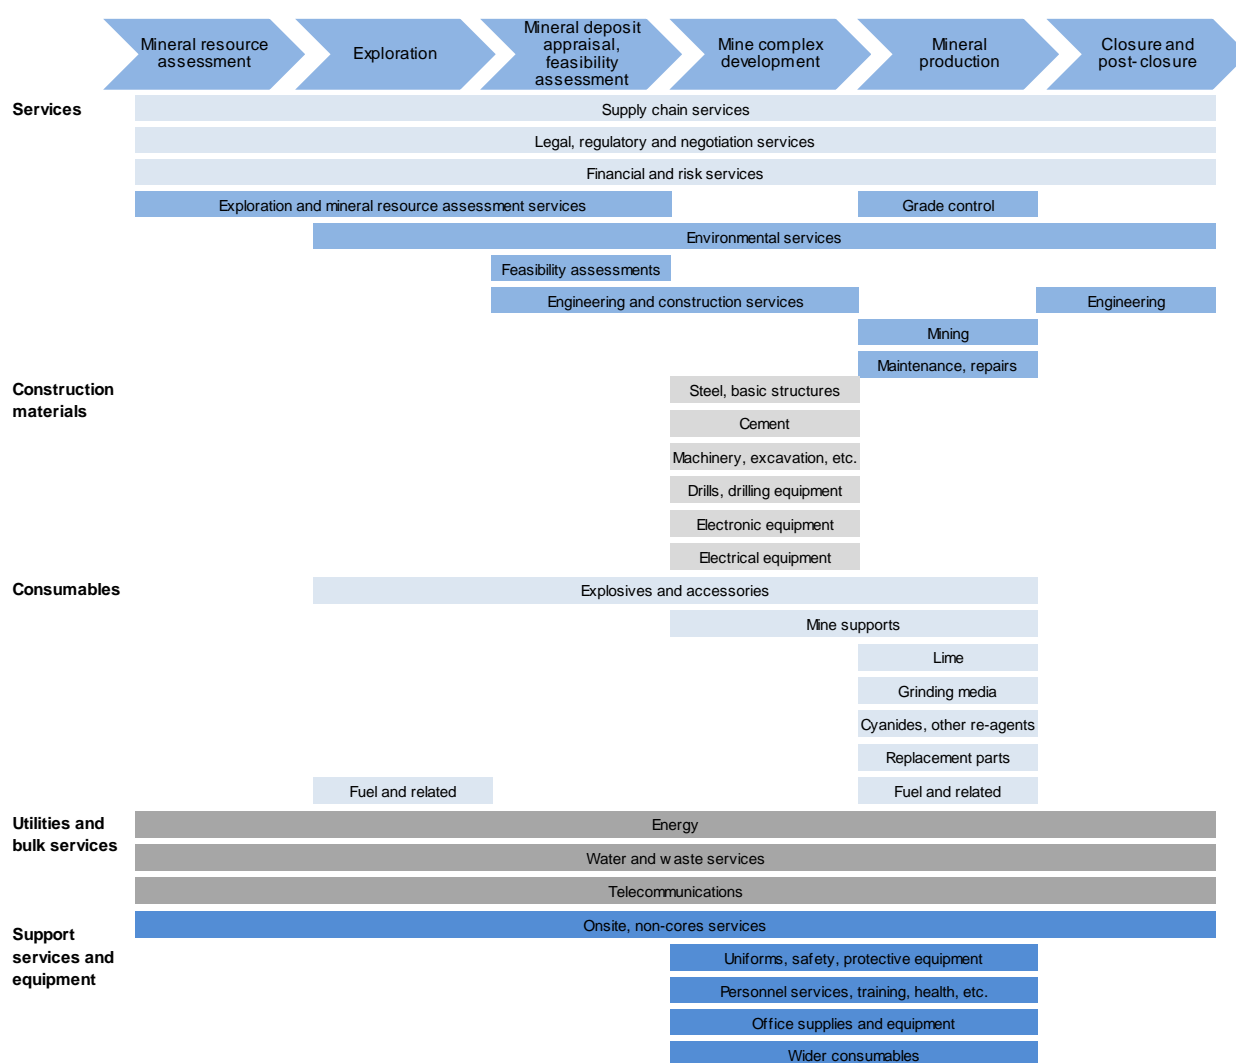 Mineral resource
assessment
Exploration
Mineral deposit
appraisal,
feasibility
assessment
Mine complex
development
Mineral
production
Closure and
post-closure
Services
Supply chain services
Legal, regulatory and negotiation services
Financial and risk services
Exploration and mineral resource assessment services
Grade control
Environmental services
Feasibility assessments
Engineering and construction services
Engineering
Mining
Maintenance, repairs
Construction
materials
Steel, basic structures
Cement
Machinery, excavation, etc.
Drills, drilling equipment
Electronic equipment
Electrical equipment
Consumables
Explosives and accessories
Mine supports
Lime
Grinding media
Cyanides, other re-agents
Replacement parts
Fuel and related
Fuel and related
Utilities and
bulk services
Energy
Water and waste services
Telecommunications
Support
services and
equipment
Onsite, non-cores services
Uniforms, safety, protective equipment
Personnel services, training, health, etc.
Office supplies and equipment
Wider consumables